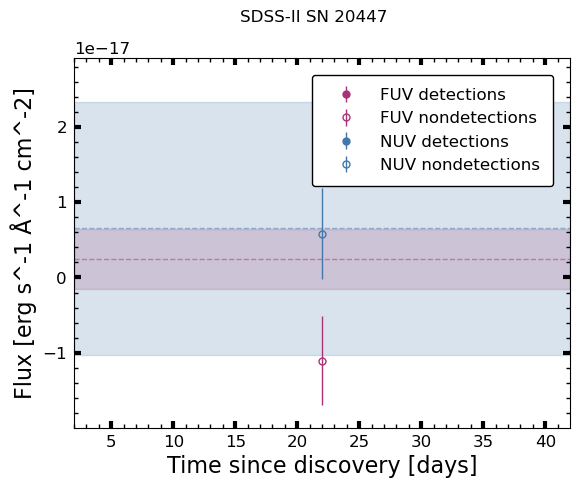 SDSS-II SN 20447
1e−17
FUV detections
FUV nondetections
NUV detections
NUV nondetections
2
1
0
−1
Flux [erg s^-1 Å^-1 cm^-2]
5 10 15 20 25 30 35 40
Time since discovery [days]